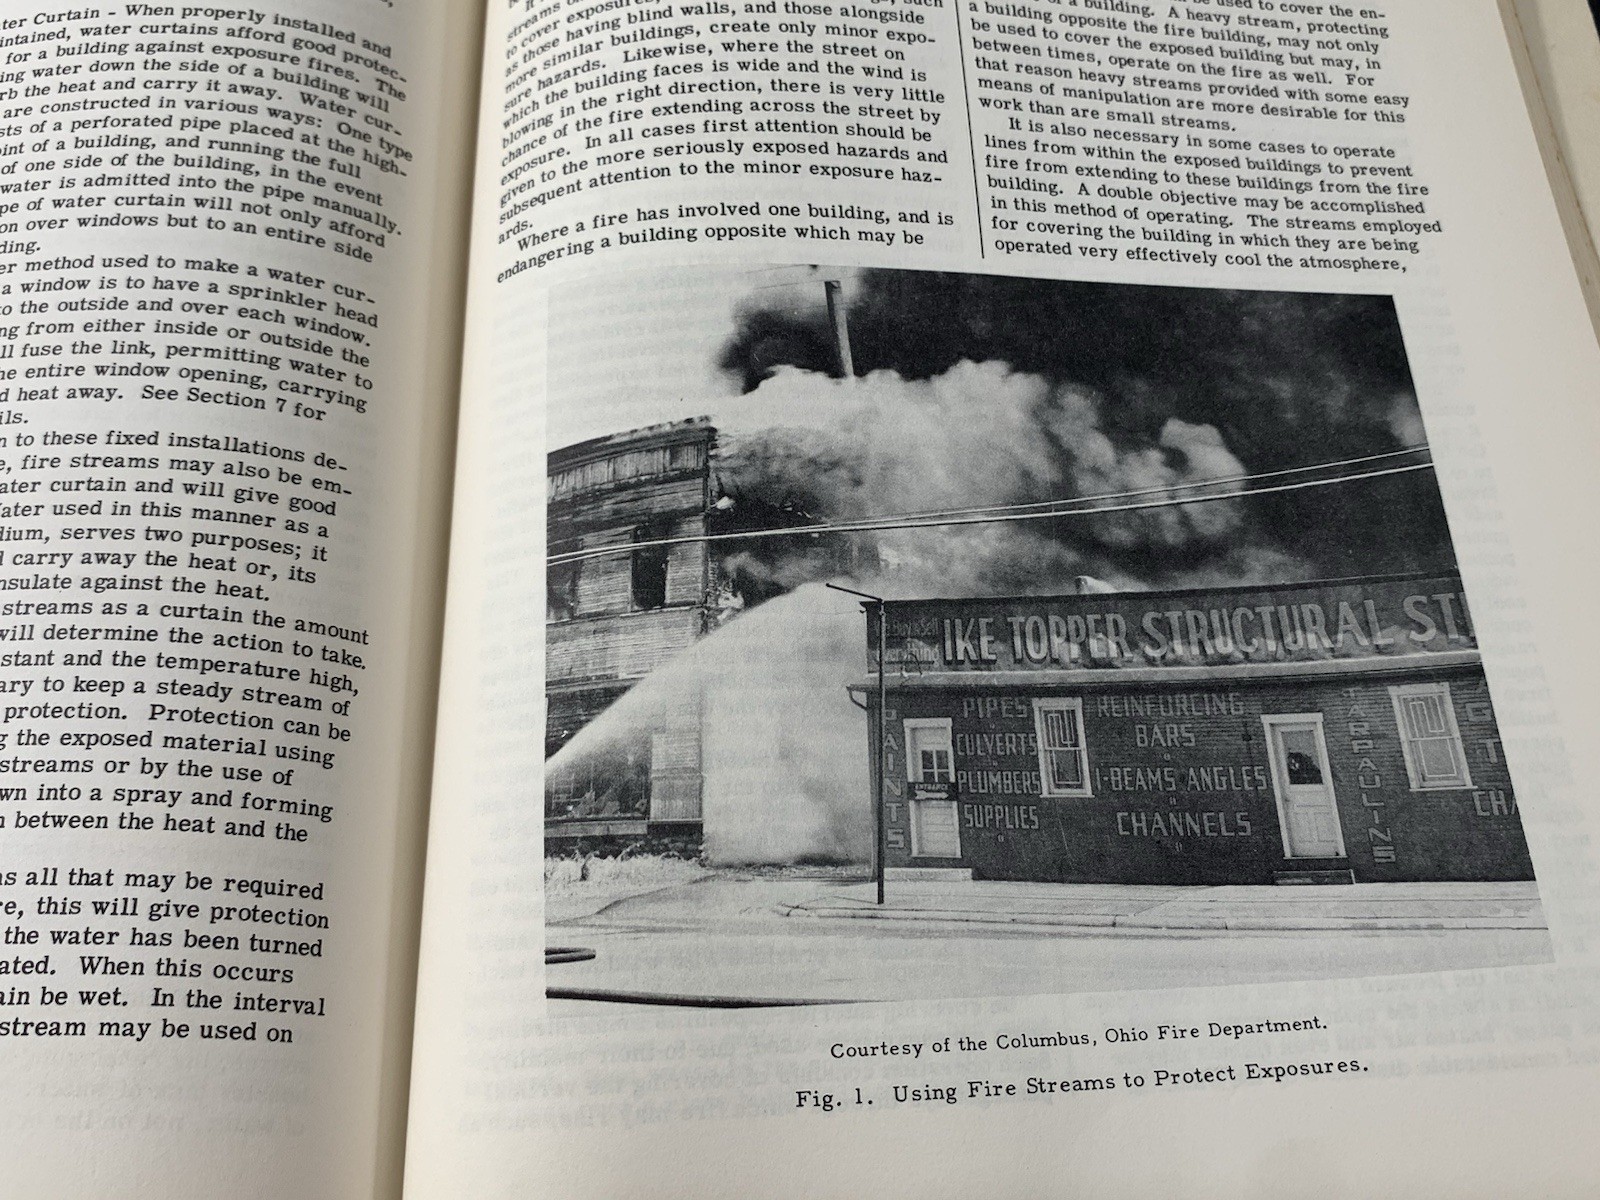 ter Curtain - When properly installed and
intained, water curtains afford good protec-
for a building against exposure fires. The
ing water down the side of a building will
rb the heat and carry it away. Water cur-
are constructed in various ways: One type
sts of a perforated pipe placed at the high-
oint of a building, and running the full
of one side of the building, in the event
water is admitted into the pipe manually.
pe of water curtain will not only afford
on over windows but to an entire side
ding.
er method used to make a water cur-
a window is to have a sprinkler head
to the outside and over each window.
ng from either inside or outside the
ll fuse the link, permitting water to
he entire window opening, carrying
d heat away. See Section 7 for
ils.
n to these fixed installations de-
e, fire streams may also be em-
ater curtain and will give good
Water used in this manner as a
dium, serves two purposes; it
l carry away the heat or, its
nsulate against the heat.
streams as a curtain the amount
will determine the action to take.
stant and the temperature high,
ary to keep a steady stream of
protection. Protection can be
g the exposed material using
streams or by the use of
wn into a spray and forming
n between the heat and the
as all that may be required
re, this will give protection
the water has been turned
ated. When this occurs
ain be wet. In the interval
stream may be used on
streams
to cover exposures, such
as those having blind walls, and those alongside
more similar buildings, create only minor expo-
sure hazards. Likewise, where the street on
which the building faces is wide and the wind is
blowing in the right direction, there is very little
chance of the fire extending across the street by
exposure. In all cases first attention should be
given to the more seriously exposed hazards and
subsequent attention to the minor exposure haz-
ards.
Where a fire has involved one building, and is
endangering a building opposite which may be
be used to cover the en-
of a building. A heavy stream, protecting
a building opposite the fire building, may not only
be used to cover the exposed building but may, in
between times, operate on the fire as well. For
that reason heavy streams provided with some easy
means of manipulation are more desirable for this
work than are small streams.
It is also necessary in some cases to operate
lines from within the exposed buildings to prevent
fire from extending to these buildings from the fire
building. A double objective may be accomplished
in this method of operating. The streams employed
for covering the building in which they are being
operated very effectively cool the atmosphere,
IKE TOPPER STRUCTURAL ST
PAINTS
ENTRANCE
PIPES
CULVERTS
PLUMBERS
SUPPLIES
REINFORCING
BARS
I-BEAMS ANGLES
CHANNELS
TARPAULINS
CHA
Courtesy of the Columbus, Ohio Fire Department.
Fig. 1. Using Fire Streams to Protect Exposures.